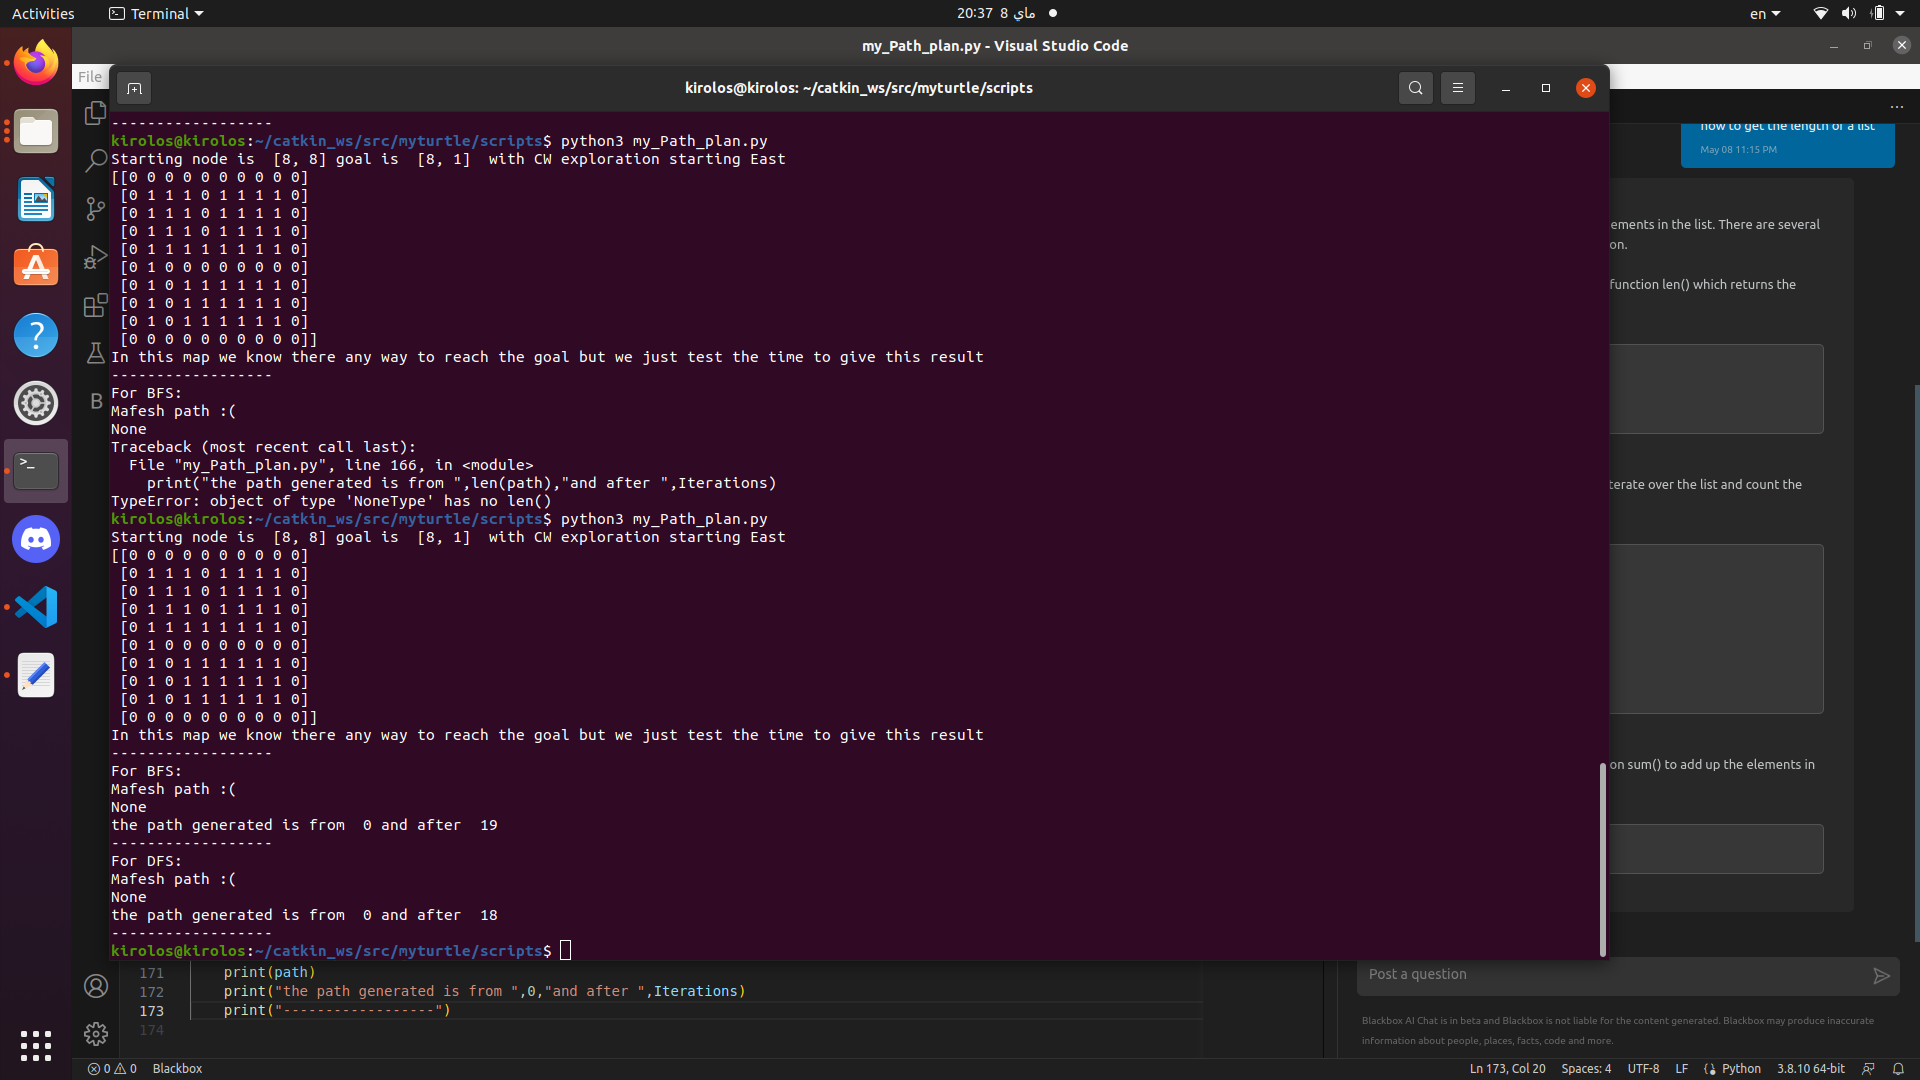 Activities
Terminal
20:37 8 ماي
en
my_Path_plan.py - Visual Studio Code
File
kirolos@kirolos: ~/catkin_ws/src/myturtle/scripts
------------------
kirolos@kirolos:~/catkin_ws/src/myturtle/scripts$ python3 my_Path_plan.py
Starting node is  [8, 8] goal is  [8, 1]  with CW exploration starting East
[[0 0 0 0 0 0 0 0 0 0]
 [0 1 1 1 0 1 1 1 1 0]
 [0 1 1 1 0 1 1 1 1 0]
 [0 1 1 1 0 1 1 1 1 0]
 [0 1 1 1 1 1 1 1 1 0]
 [0 1 0 0 0 0 0 0 0 0]
 [0 1 0 1 1 1 1 1 1 0]
 [0 1 0 1 1 1 1 1 1 0]
 [0 1 0 1 1 1 1 1 1 0]
 [0 0 0 0 0 0 0 0 0 0]]
In this map we know there any way to reach the goal but we just test the time to give this result
------------------
For BFS:
Mafesh path :(
None
Traceback (most recent call last):
  File "my_Path_plan.py", line 166, in <module>
    print("the path generated is from ",len(path),"and after ",Iterations)
TypeError: object of type 'NoneType' has no len()
kirolos@kirolos:~/catkin_ws/src/myturtle/scripts$ python3 my_Path_plan.py
Starting node is  [8, 8] goal is  [8, 1]  with CW exploration starting East
[[0 0 0 0 0 0 0 0 0 0]
 [0 1 1 1 0 1 1 1 1 0]
 [0 1 1 1 0 1 1 1 1 0]
 [0 1 1 1 0 1 1 1 1 0]
 [0 1 1 1 1 1 1 1 1 0]
 [0 1 0 0 0 0 0 0 0 0]
 [0 1 0 1 1 1 1 1 1 0]
 [0 1 0 1 1 1 1 1 1 0]
 [0 1 0 1 1 1 1 1 1 0]
 [0 0 0 0 0 0 0 0 0 0]]
In this map we know there any way to reach the goal but we just test the time to give this result
------------------
For BFS:
Mafesh path :(
None
the path generated is from  0 and after  19
------------------
For DFS:
Mafesh path :(
None
the path generated is from  0 and after  18
------------------
kirolos@kirolos:~/catkin_ws/src/myturtle/scripts$
171 print(path)
172 print("the path generated is from ",0,"and after ",Iterations)
173 print("------------------")
174
how to get the length of a list
May 08 11:15 PM
ements in the list. There are several
on.
function len() which returns the
terate over the list and count the
on sum() to add up the elements in
Post a question
Blackbox AI Chat is in beta and Blackbox is not liable for the content generated. Blackbox may produce inaccurate
information about people, places, facts, code and more.
0 0 Blackbox
Ln 173, Col 20 Spaces: 4 UTF-8 LF Python 3.8.10 64-bit